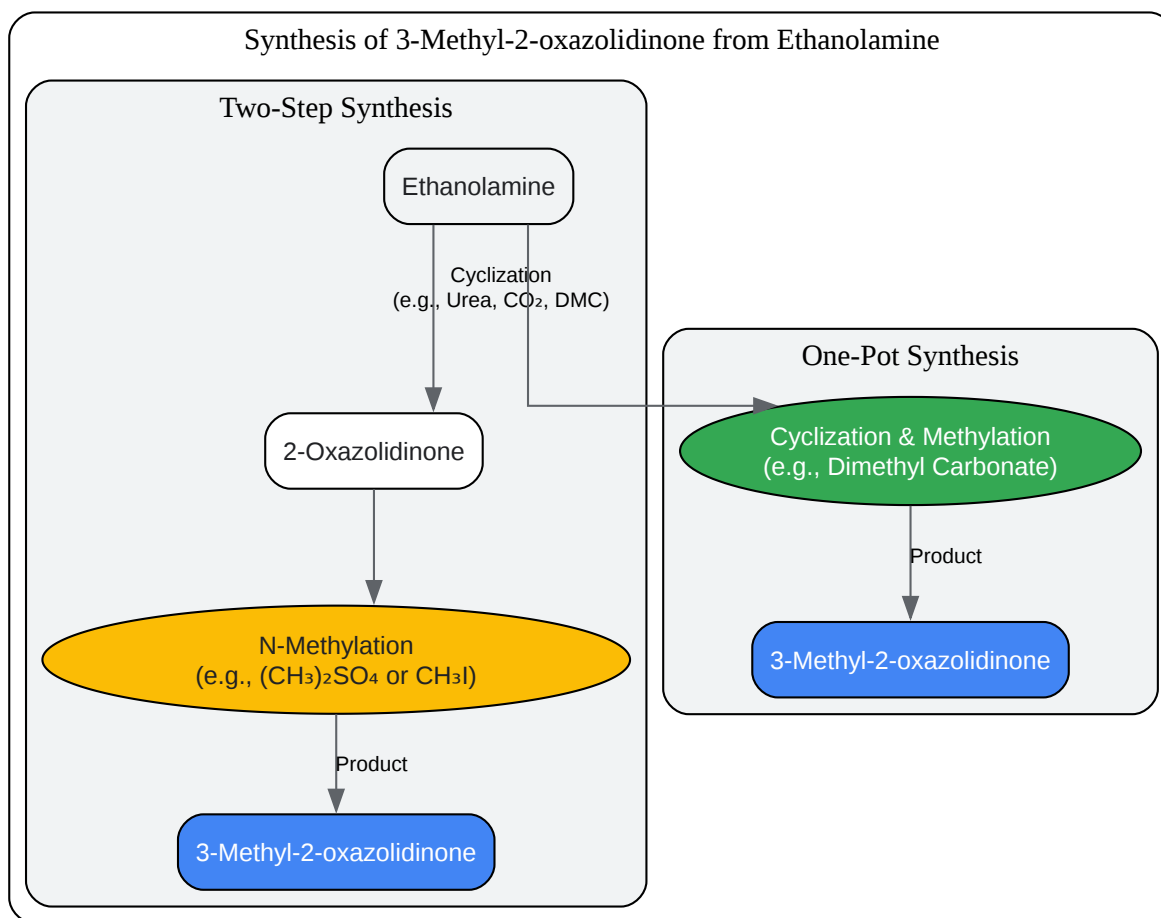 Synthesis of 3-Methyl-2-oxazolidinone from Ethanolamine
Two-Step Synthesis
Ethanolamine
Cyclization
(e.g., Urea, CO₂, DMC)
2-Oxazolidinone
N-Methylation
(e.g., (CH₃)₂SO₄ or CH₃I)
Product
3-Methyl-2-oxazolidinone
One-Pot Synthesis
Cyclization & Methylation
(e.g., Dimethyl Carbonate)
Product
3-Methyl-2-oxazolidinone